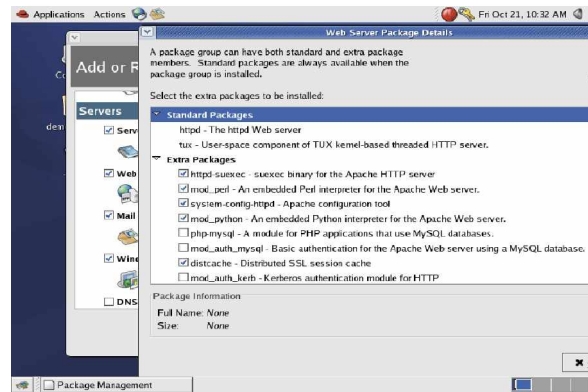 Applications Actions Fri Oct 21, 10:32 AM
Web Server Package Details
Add or R
Servers
Serv
Web
Mail
Wind
DNS
A package group can have both standard and extra package
members. Standard packages are always available when the
package group is installed.
Select the extra packages to be installed:
Standard Packages
httpd - The httpd Web server
tux - User-space component of TUX kernel-based threaded HTTP server.
Extra Packages
httpd-suexec - suexec binary for the Apache HTTP server
mod_perl - An embedded Perl interpreter for the Apache Web server.
system-config-httpd - Apache configuration tool
mod_python - An embedded Python interpreter for the Apache Web server.
php-mysql - A module for PHP applications that use MySQL databases.
mod_auth_mysql - Basic authentication for the Apache Web server using a MySQL database.
distcache - Distributed SSL session cache
mod_auth_kerb - Kerberos authentication module for HTTP
Package Information
Full Name: None
Size: None
Package Management